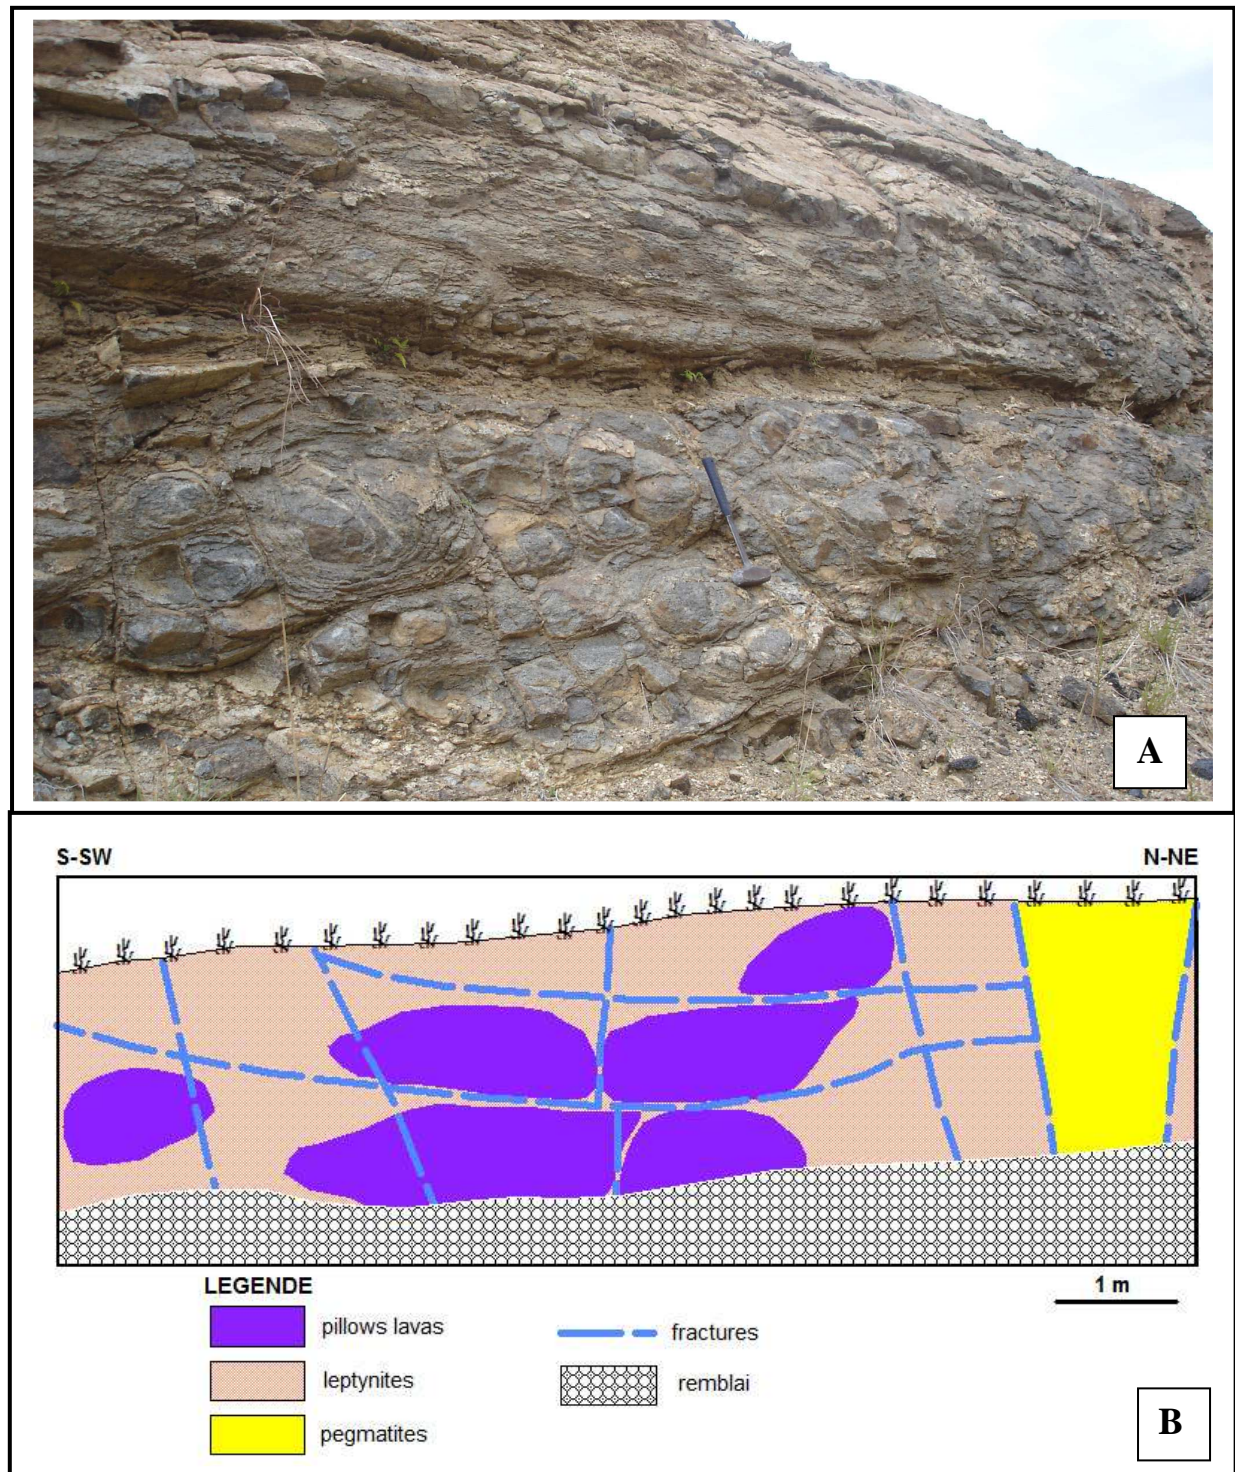 A
S-SW N-NE
LEGENDE
1 m
pillows lavas
fractures
leptynites
remblai
pegmatites
B